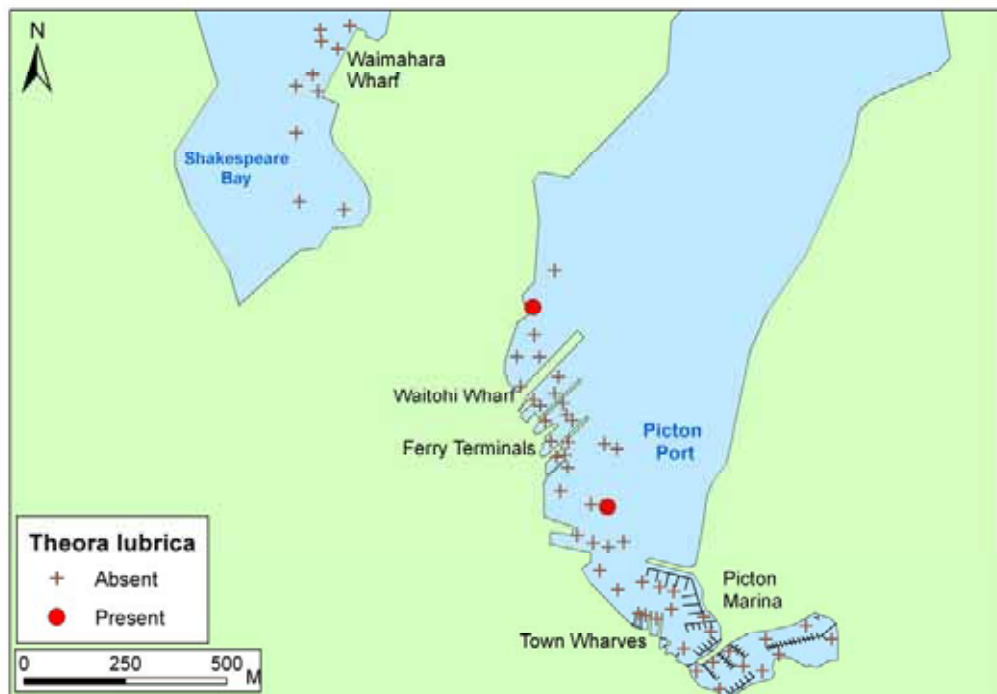 N
Waimahara
Wharf
Shakespeare
Bay
Waitohi Wharf
Ferry Terminals
Picton
Port
Theora lubrica
Absent
Present
Picton
Marina
Town Wharves
0 250 500
M